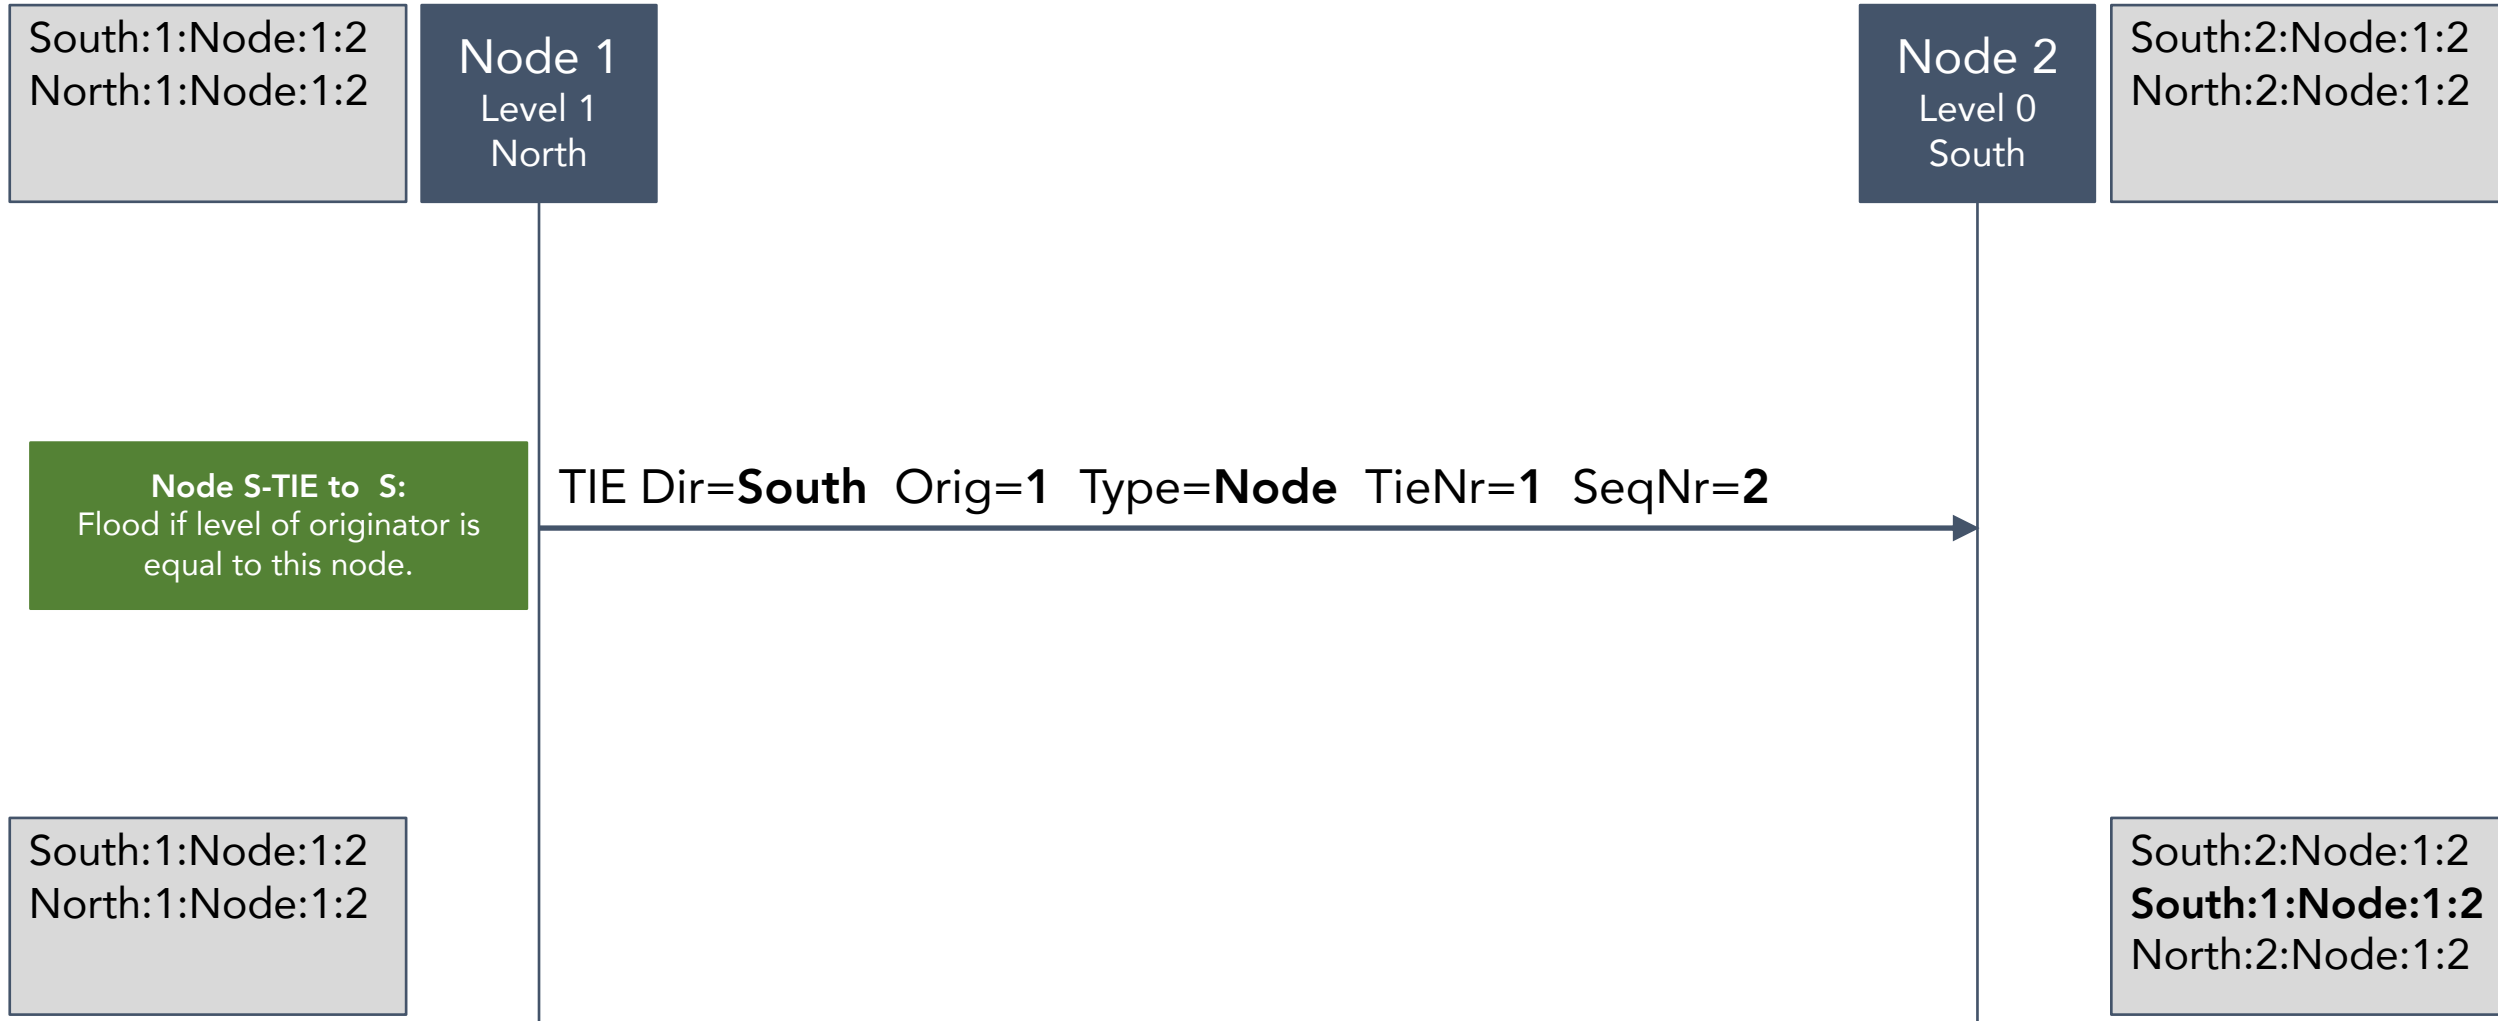 South:1:Node:1:2
North:1:Node:1:2
Node 1
Level 1
North
Node 2
Level 0
South
South:2:Node:1:2
North:2:Node:1:2
Node S-TIE to  S:
Flood if level of originator is
equal to this node.
TIE Dir=South  Orig=1  Type=Node  TieNr=1  SeqNr=2
South:1:Node:1:2
North:1:Node:1:2
South:2:Node:1:2
South:1:Node:1:2
North:2:Node:1:2